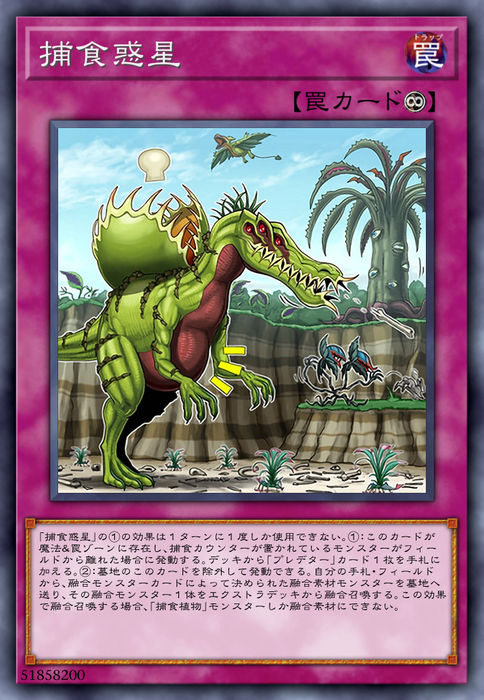 捕食惑星
トラップ
罠
【罠カード】
「捕食惑星」の①の効果は1ターンに1度しか使用できない。①:このカードが
魔法&罠ゾーンに存在し、捕食カウンターが置かれているモンスターがフィー
ルドから離れた場合に発動する。デッキから「プレデター」カード1枚を手札に
加える。②:墓地のこのカードを除外して発動できる。自分の手札・フィールド
から、融合モンスターカードによって決められた融合素材モンスターを墓地へ
送り、その融合モンスター1体をエクストラデッキから融合召喚する。この効果
で融合召喚する場合、「捕食植物」モンスターしか融合素材にできない。
51858200